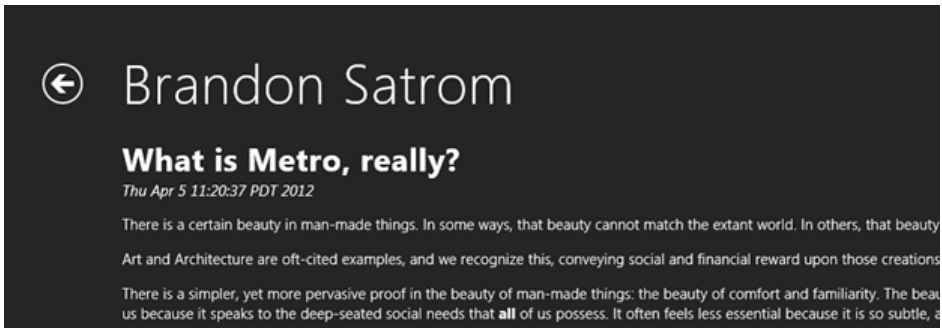 Brandon Satrom
What is Metro, really?
Thu Apr 5 11:20:37 PDT 2012
There is a certain beauty in man-made things. In some ways, that beauty cannot match the extant world. In others, that beauty
Art and Architecture are oft-cited examples, and we recognize this, conveying social and financial reward upon those creations
There is a simpler, yet more pervasive proof in the beauty of man-made things: the beauty of comfort and familiarity. The
us because it speaks to the deep-seated social needs that all of us possess. It often feels less essential because it is so subtle,